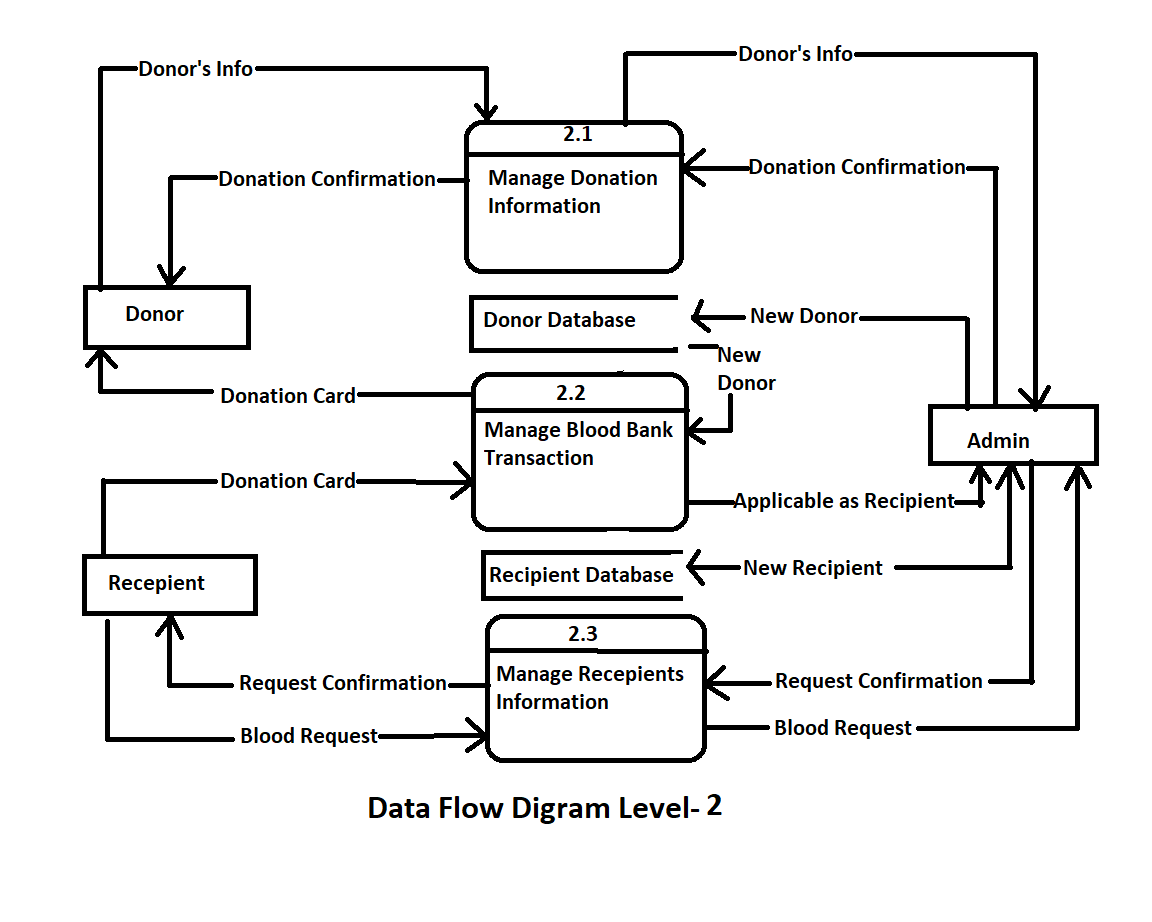 Donor's Info
Donor's Info
2.1
Donation Confirmation
Manage Donation
Information
Donation Confirmation
Donor
Donor Database
New Donor
New
Donor
2.2
Donation Card
Manage Blood Bank
Transaction
Admin
Donation Card
Applicable as Recipient
Recepient
Recipient Database
New Recipient
2.3
Manage Recepients
Information
Request Confirmation
Request Confirmation
Blood Request
Blood Request
Data Flow Digram Level- 2